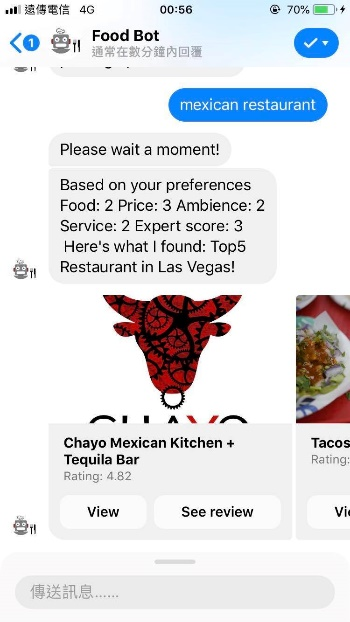 遠傳電信 4G 00:56 70%
1 Food Bot
通常在數分鐘內回覆
mexican restaurant
Please wait a moment!
Based on your preferences
Food: 2 Price: 3 Ambience: 2
Service: 2 Expert score: 3
Here's what I found: Top5
Restaurant in Las Vegas!
CHAYO
Chayo Mexican Kitchen +
Tequila Bar
Rating: 4.82
View
See review
Tacos
Rating:
傳送訊息......